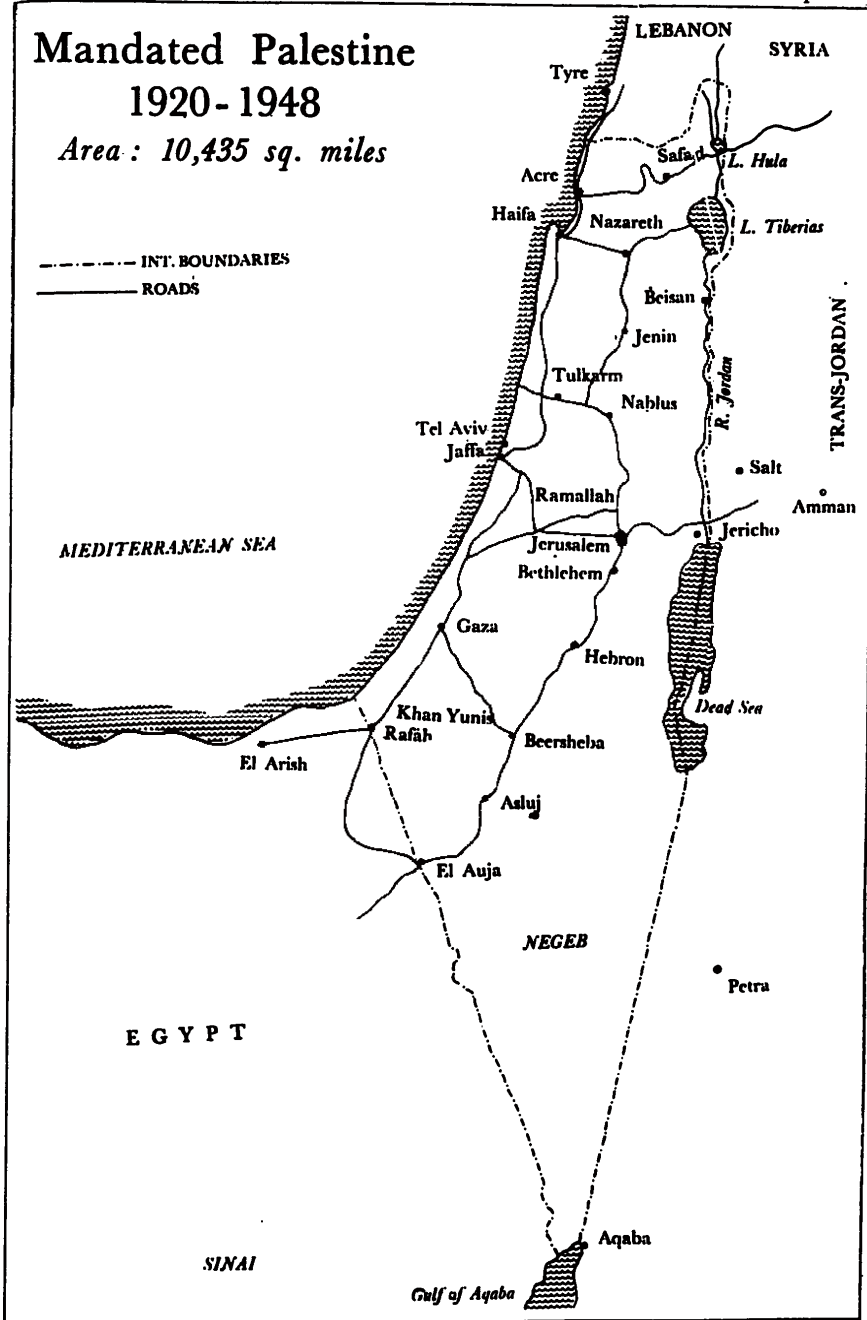 Mandated Palestine
1920-1948
Area: 10,435 sq. miles
INT. BOUNDARIES
ROADS
LEBANON
SYRIA
Tyre
Safad
L. Hula
Acre
Haifa
Nazareth
L. Tiberias
Beisan
Jenin
TRANS-JORDAN
R. Jordan
Tulkarm
Nablus
Tel Aviv
Jaffa
Salt
Ramallah
Amman
MEDITERRANEAN SEA
Jerusalem
Jericho
Bethlehem
Gaza
Hebron
Dead Sea
Khan Yunis
Rafah
Beersheba
El Arish
Asluj
El Auja
NEGEB
Petra
EGYPT
Aqaba
SINAI
Gulf of Aqaba